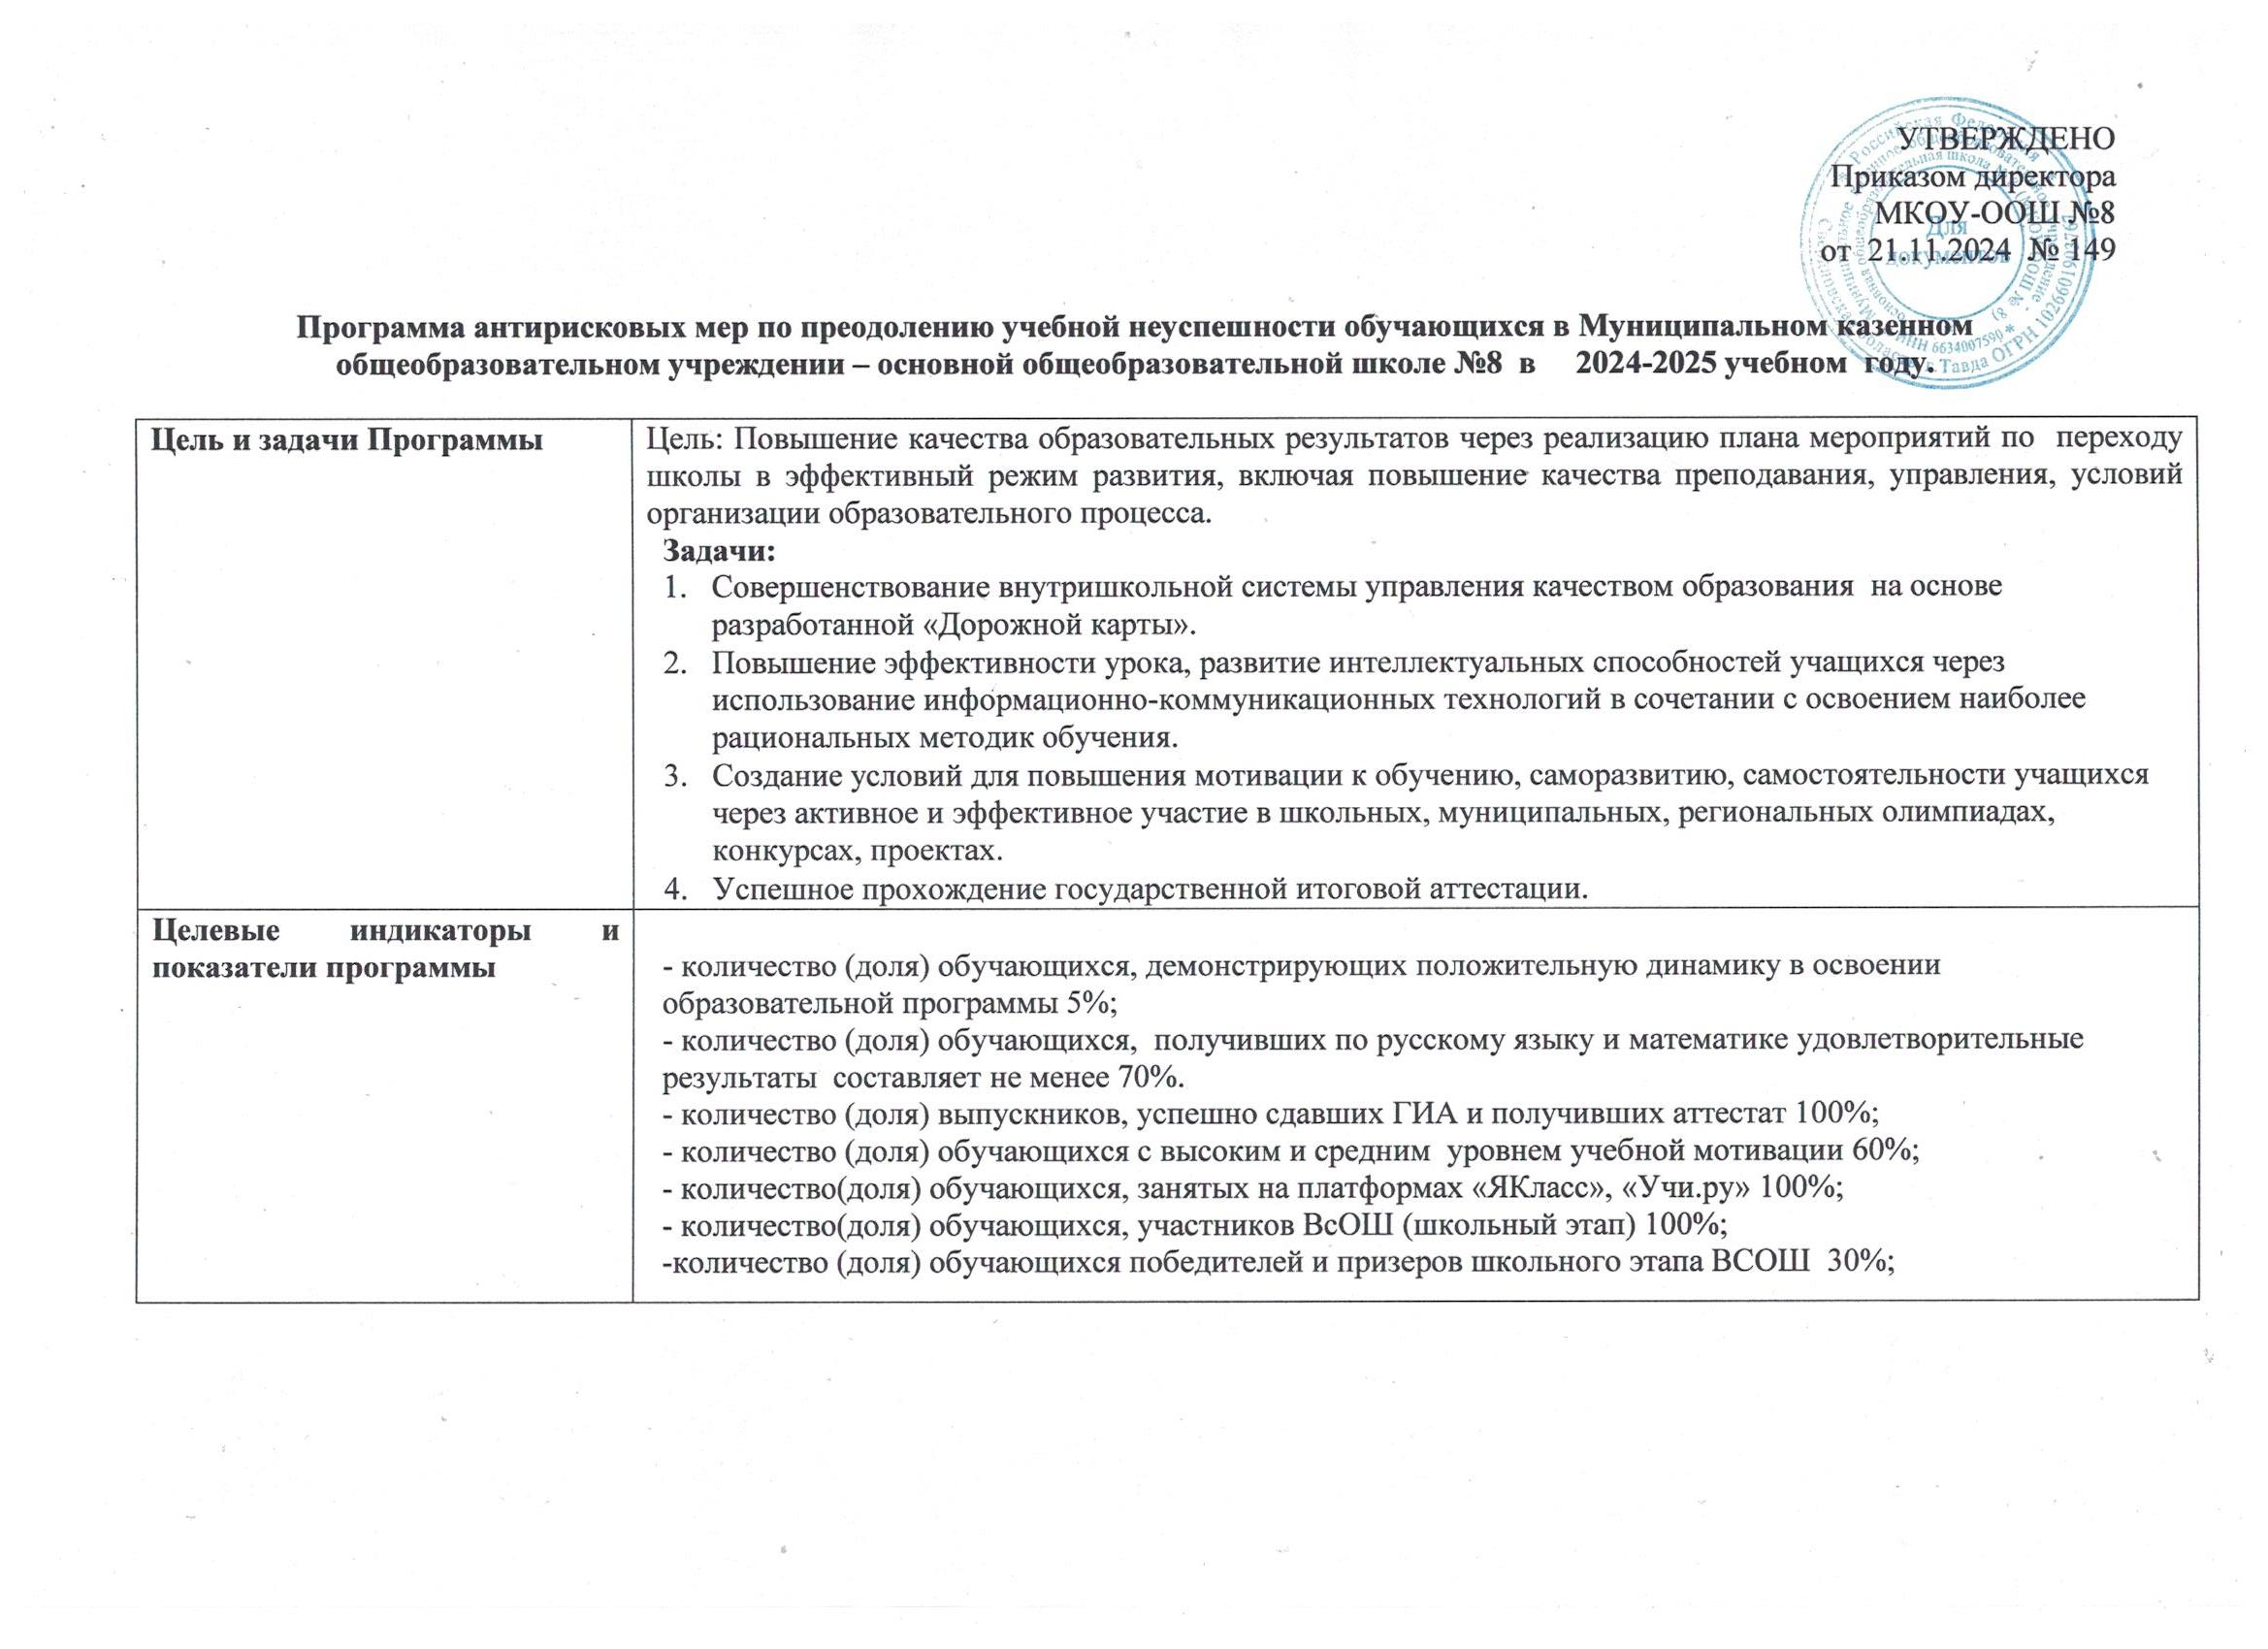 УТВЕРЖДЕНО
Приказом директора
МКОУ-ООШ №8
от 21.11.2024 № 149
Для
документов
Российская Федерация
г. Тавда ОГРН
ИНН 6634007590
Программа антирисковых мер по преодолению учебной неуспешности обучающихся в Муниципальном казенном
общеобразовательном учреждении – основной общеобразовательной школе №8 в 2024-2025 учебном году.
Цель и задачи Программы
Цель: Повышение качества образовательных результатов через реализацию плана мероприятий по переходу
школы в эффективный режим развития, включая повышение качества преподавания, управления, условий
организации образовательного процесса.
Задачи:
1. Совершенствование внутришкольной системы управления качеством образования на основе
разработанной «Дорожной карты».
2. Повышение эффективности урока, развитие интеллектуальных способностей учащихся через
использование информационно-коммуникационных технологий в сочетании с освоением наиболее
рациональных методик обучения.
3. Создание условий для повышения мотивации к обучению, саморазвитию, самостоятельности учащихся
через активное и эффективное участие в школьных, муниципальных, региональных олимпиадах,
конкурсах, проектах.
4. Успешное прохождение государственной итоговой аттестации.
Целевые индикаторы и
показатели программы
- количество (доля) обучающихся, демонстрирующих положительную динамику в освоении
образовательной программы 5%;
- количество (доля) обучающихся, получивших по русскому языку и математике удовлетворительные
результаты составляет не менее 70%.
- количество (доля) выпускников, успешно сдавших ГИА и получивших аттестат 100%;
- количество (доля) обучающихся с высоким и средним уровнем учебной мотивации 60%;
- количество(доля) обучающихся, занятых на платформах «ЯКласс», «Учи.ру» 100%;
- количество(доля) обучающихся, участников ВсОШ (школьный этап) 100%;
-количество (доля) обучающихся победителей и призеров школьного этапа ВСОШ 30%;